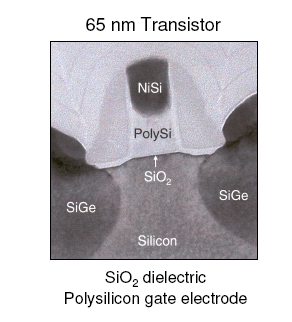 65 nm Transistor
NiSi
PolySi
SiO₂
SiGe
SiGe
Silicon
SiO₂ dielectric
Polysilicon gate electrode